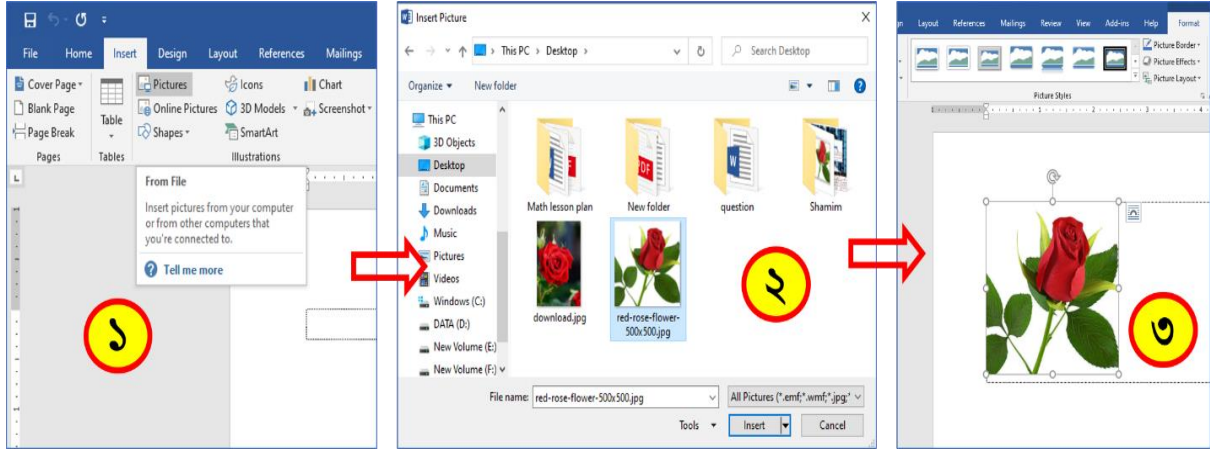 File Home Insert Design Layout References Mailings
Cover Page
Blank Page
Page Break
Pages
Table
Tables
Pictures
Online Pictures
Shapes
Icons
3D Models
SmartArt
Chart
Screenshot
Illustrations
From File
Insert pictures from your computer
or from other computers that
you're connected to.
Tell me more
১
Insert Picture
This PC > Desktop >
Search Desktop
Organize New folder
This PC
3D Objects
Desktop
Documents
Downloads
Music
Pictures
Videos
Windows (C:)
DATA (D:)
New Volume (E:)
New Volume (F:)
Math lesson plan
New folder
question
Shamim
download.jpg
red-rose-flower-
500x500.jpg
২
File name: red-rose-flower-500x500.jpg
All Pictures (*.emf;*.wmf;*.jpg;*
Tools Insert Cancel
Layout References Mailings Review View Add-ins Help Format
Picture Border
Picture Effects
Picture Layout
Picture Styles
৩